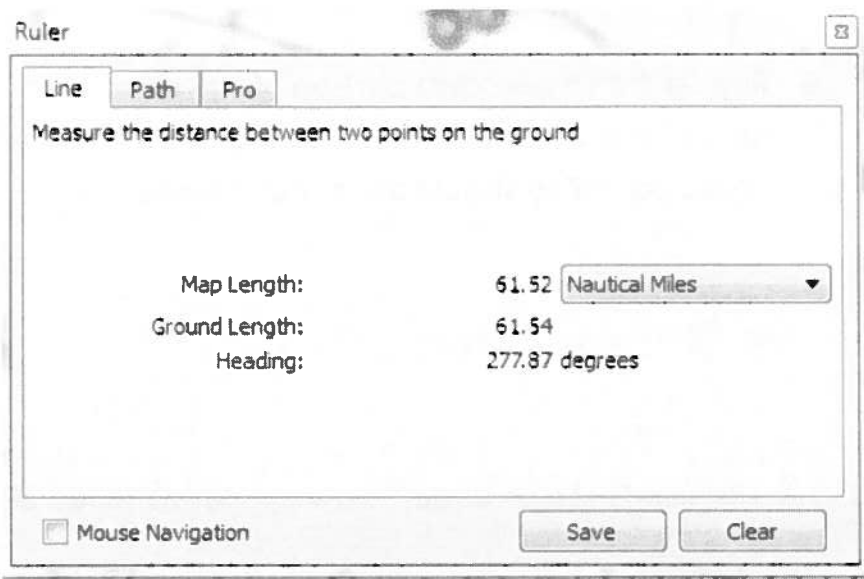 Ruler
Line Path Pro
Measure the distance between two points on the ground
Map Length: 61.52 Nautical Miles
Ground Length: 61.54
Heading: 277.87 degrees
Mouse Navigation Save Clear